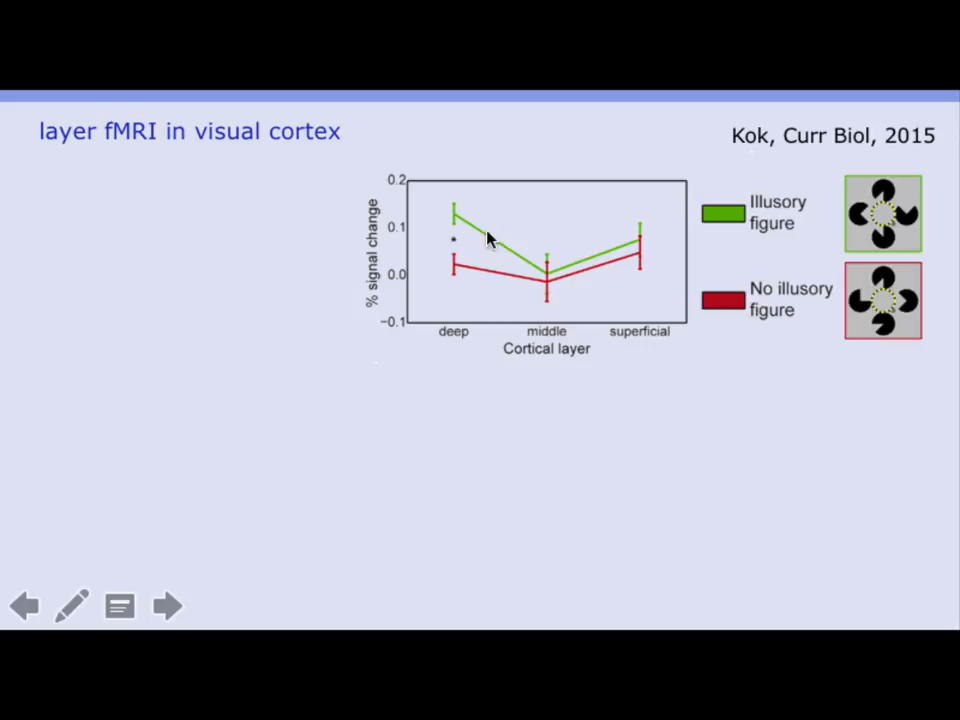 layer fMRI in visual cortex
Kok, Curr Biol, 2015
% signal change
0.2
0.1
0.0
−0.1
*
deep middle superficial
Cortical layer
Illusory
figure
No illusory
figure